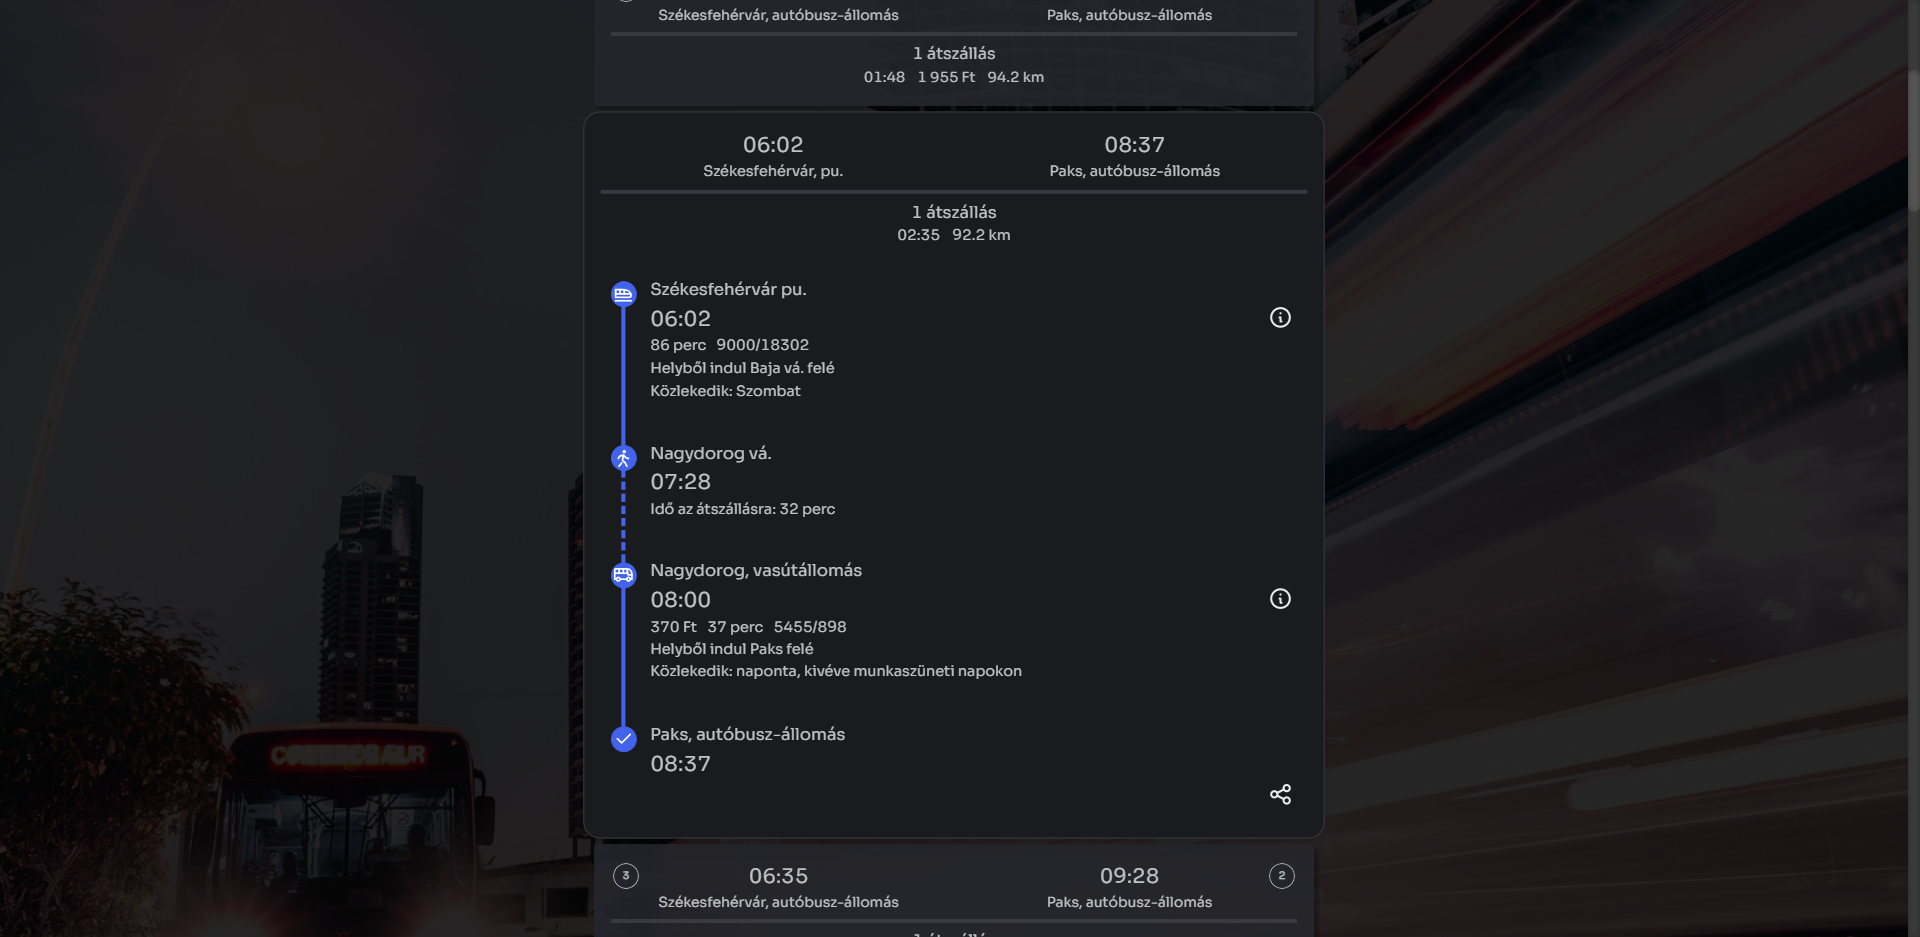 Székesfehérvár, autóbusz-állomás
Paks, autóbusz-állomás
1 átszállás
01:48 1 955 Ft 94.2 km
06:02
08:37
Székesfehérvár, pu.
Paks, autóbusz-állomás
1 átszállás
02:35 92.2 km
Székesfehérvár pu.
06:02
86 perc 9000/18302
Helyből indul Baja vá. felé
Közlekedik: Szombat
Nagydorog vá.
07:28
Idő az átszállásra: 32 perc
Nagydorog, vasútállomás
08:00
370 Ft 37 perc 5455/898
Helyből indul Paks felé
Közlekedik: naponta, kivéve munkaszüneti napokon
Paks, autóbusz-állomás
08:37
3
06:35
09:28
2
Székesfehérvár, autóbusz-állomás
Paks, autóbusz-állomás